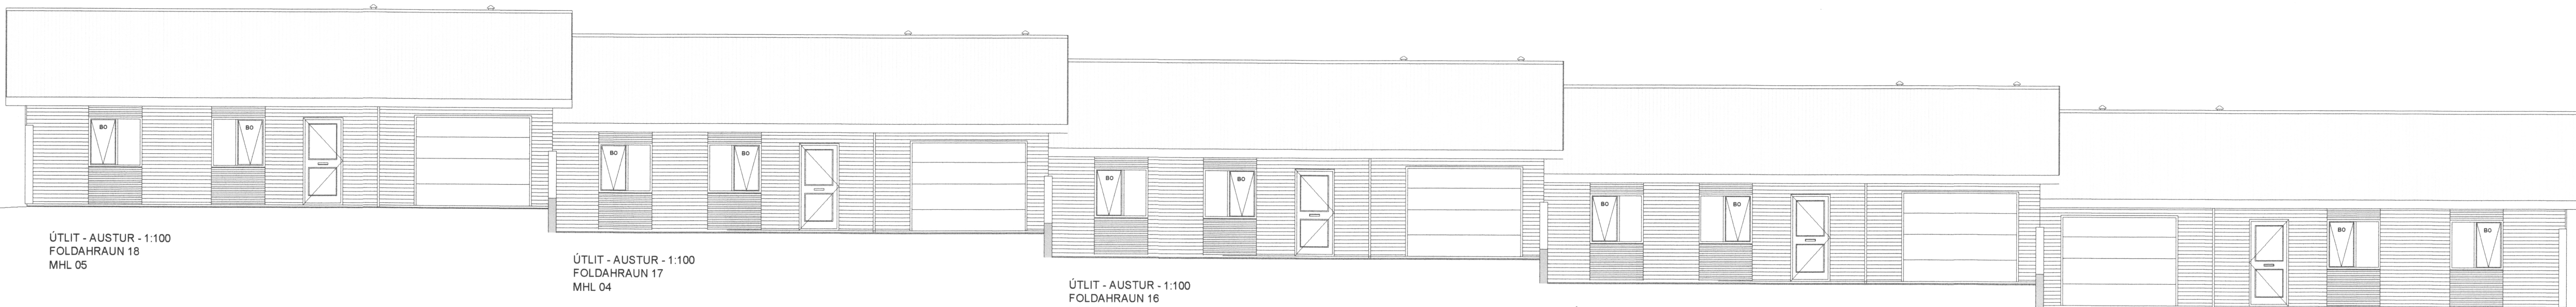 BO
BO
BO
BO
BO
BO
BO
BO
BO
BO
ÚTLIT - AUSTUR - 1:100
FOLDAHRAUN 18
MHL 05
ÚTLIT - AUSTUR - 1:100
FOLDAHRAUN 17
MHL 04
ÚTLIT - AUSTUR - 1:100
FOLDAHRAUN 16